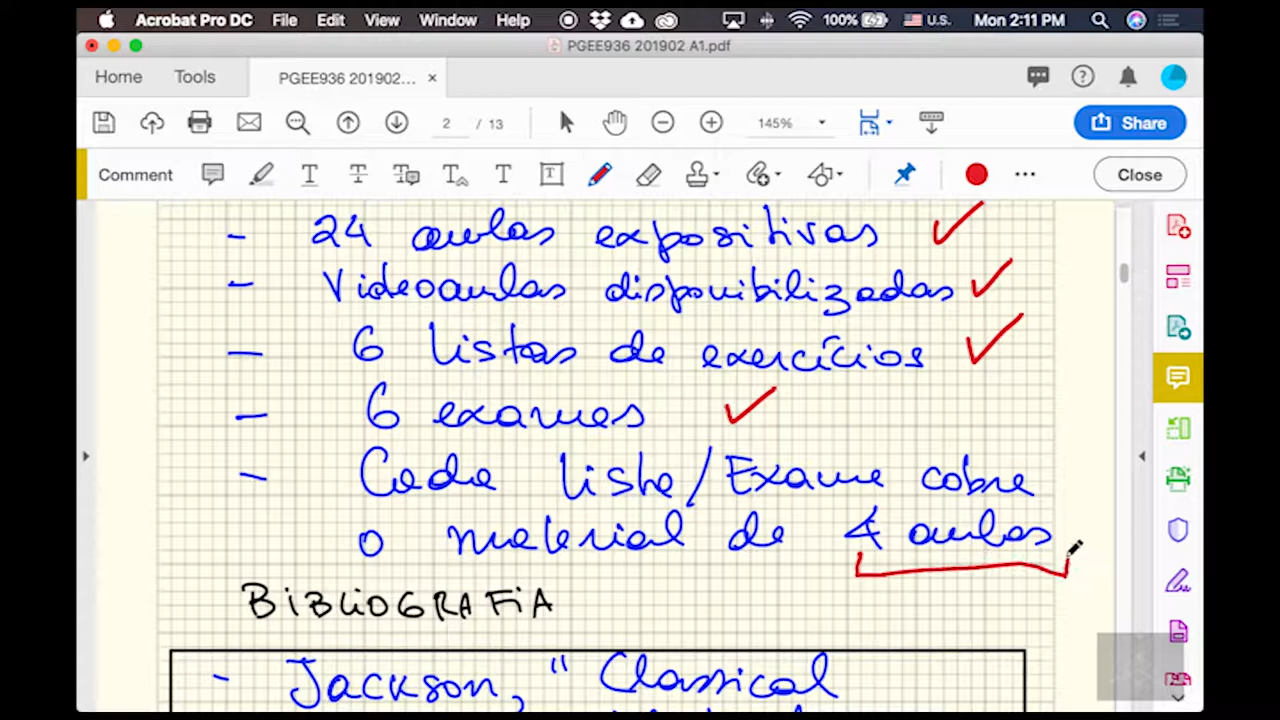 Acrobat Pro DC File Edit View Window Help 100% U.S. Mon 2:11 PM
PGEE936 201902 A1.pdf
Home Tools PGEE936 201902... ×
2 / 13 145% Share
Comment Close
- 24 aulas expositivas ✓
- Videoaulas disponibilizadas ✓
- 6 listas de exercícios ✓
- 6 exames ✓
- Cada lista/Exame cobre
o material de 4 aulas
BIBLIOGRAFIA
- Jackson, " Classical